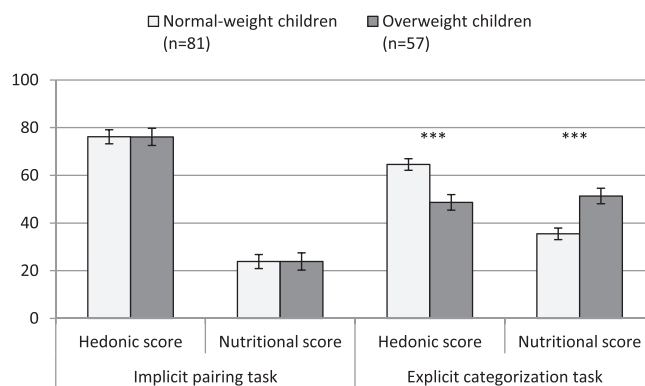 Normal-weight children Overweight children
(n=81) (n=57)
100
80
*** ***
60
40
20
0
Hedonic score Nutritional score Hedonic score Nutritional score
Implicit pairing task Explicit categorization task